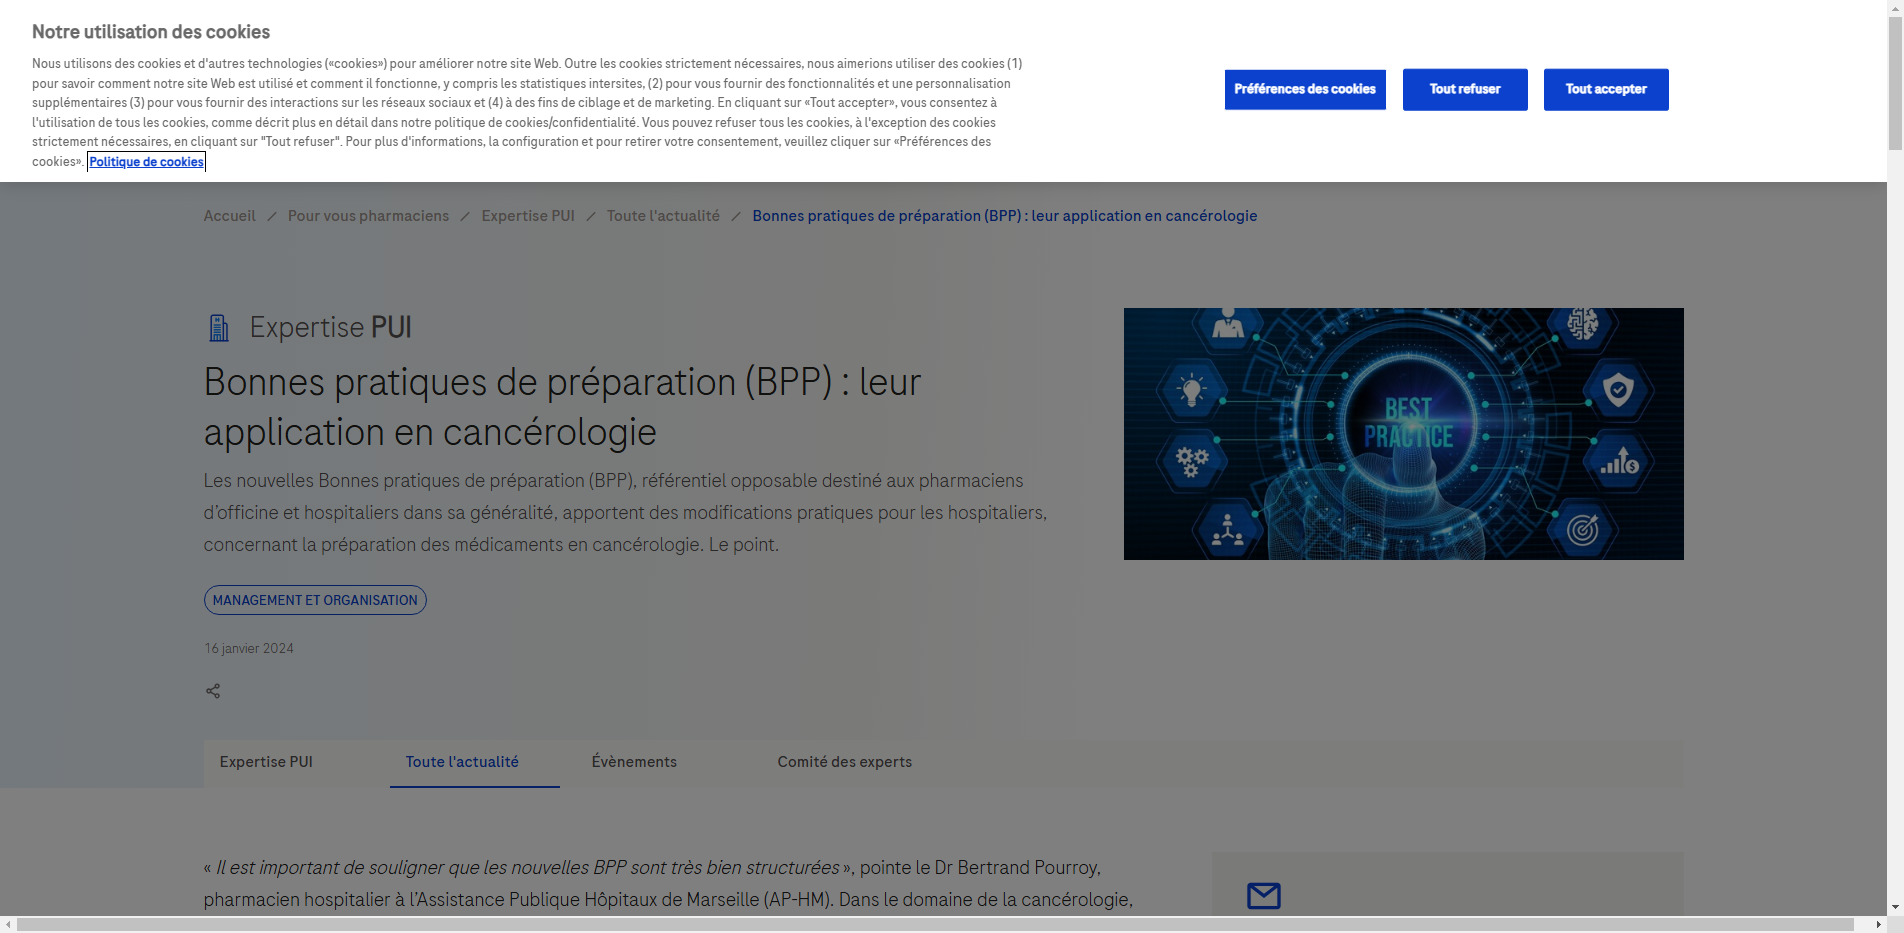 Notre utilisation des cookies
Nous utilisons des cookies et d'autres technologies («cookies») pour améliorer notre site Web. Outre les cookies strictement nécessaires, nous aimerions utiliser des cookies (1)
pour savoir comment notre site Web est utilisé et comment il fonctionne, y compris les statistiques intersites, (2) pour vous fournir des fonctionnalités et une personnalisation
supplémentaires (3) pour vous fournir des interactions sur les réseaux sociaux et (4) à des fins de ciblage et de marketing. En cliquant sur «Tout accepter», vous consentez à
l'utilisation de tous les cookies, comme décrit plus en détail dans notre politique de cookies/confidentialité. Vous pouvez refuser tous les cookies, à l'exception des cookies
strictement nécessaires, en cliquant sur "Tout refuser". Pour plus d'informations, la configuration et pour retirer votre consentement, veuillez cliquer sur «Préférences des
cookies». Politique de cookies
Préférences des cookies
Tout refuser
Tout accepter
Accueil / Pour vous pharmaciens / Expertise PUI / Toute l'actualité / Bonnes pratiques de préparation (BPP) : leur application en cancérologie
Expertise PUI
Bonnes pratiques de préparation (BPP) : leur
application en cancérologie
Les nouvelles Bonnes pratiques de préparation (BPP), référentiel opposable destiné aux pharmaciens
d’officine et hospitaliers dans sa généralité, apportent des modifications pratiques pour les hospitaliers,
concernant la préparation des médicaments en cancérologie. Le point.
MANAGEMENT ET ORGANISATION
16 janvier 2024
BEST
PRACTICE
Expertise PUI
Toute l'actualité
Évènements
Comité des experts
« Il est important de souligner que les nouvelles BPP sont très bien structurées », pointe le Dr Bertrand Pourroy,
pharmacien hospitalier à l’Assistance Publique Hôpitaux de Marseille (AP-HM). Dans le domaine de la cancérologie,